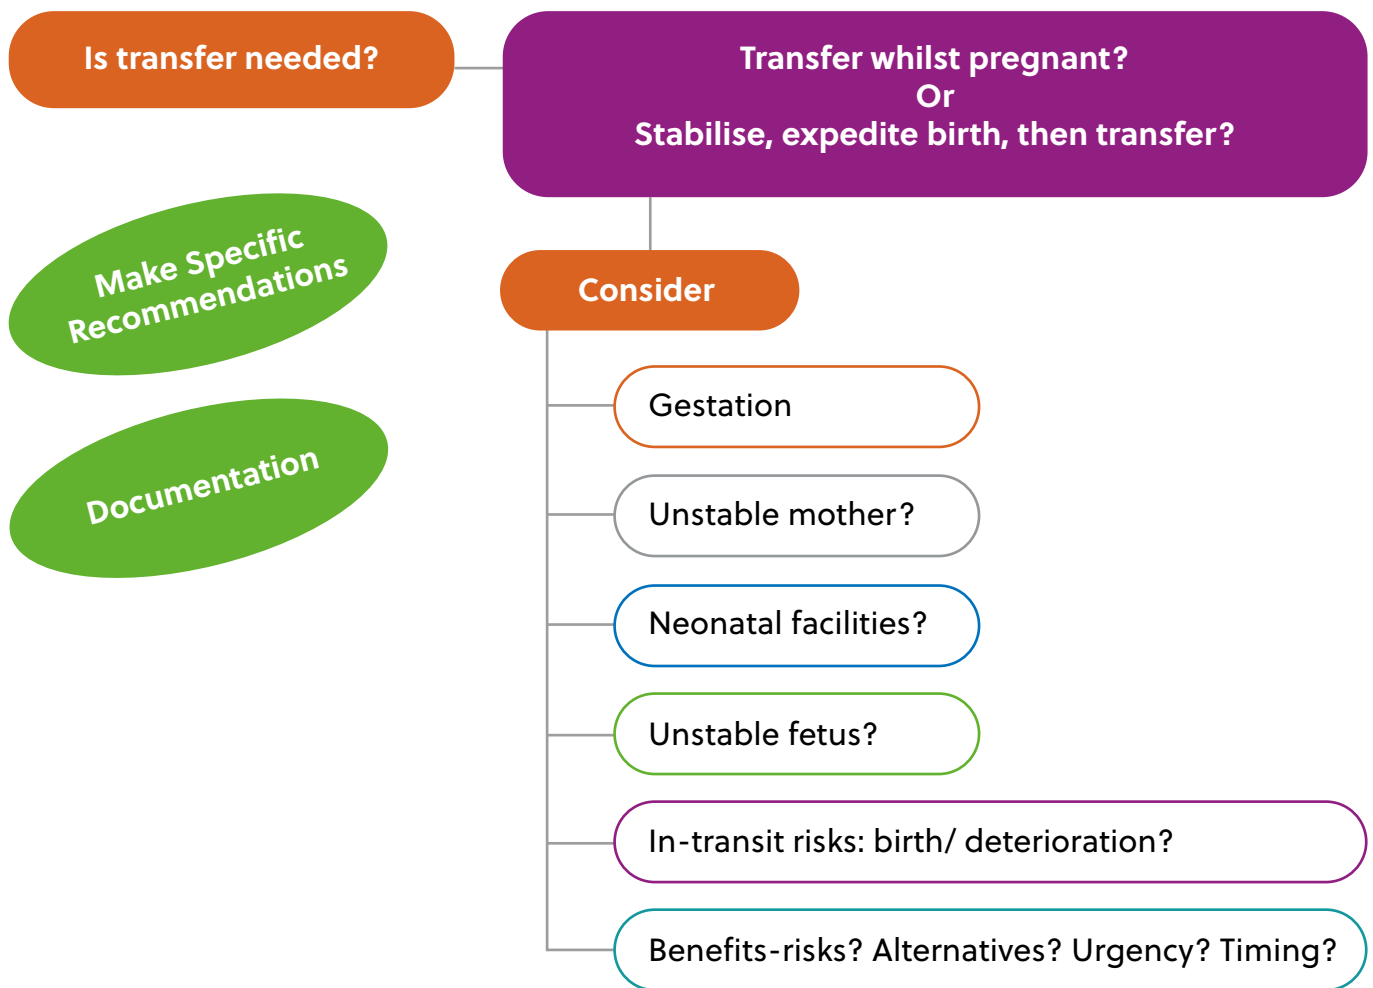 Is transfer needed?
Transfer whilst pregnant?
Or
Stabilise, expedite birth, then transfer?
Make Specific
Recommendations
Documentation
Consider
Gestation
Unstable mother?
Neonatal facilities?
Unstable fetus?
In-transit risks: birth/ deterioration?
Benefits-risks? Alternatives? Urgency? Timing?